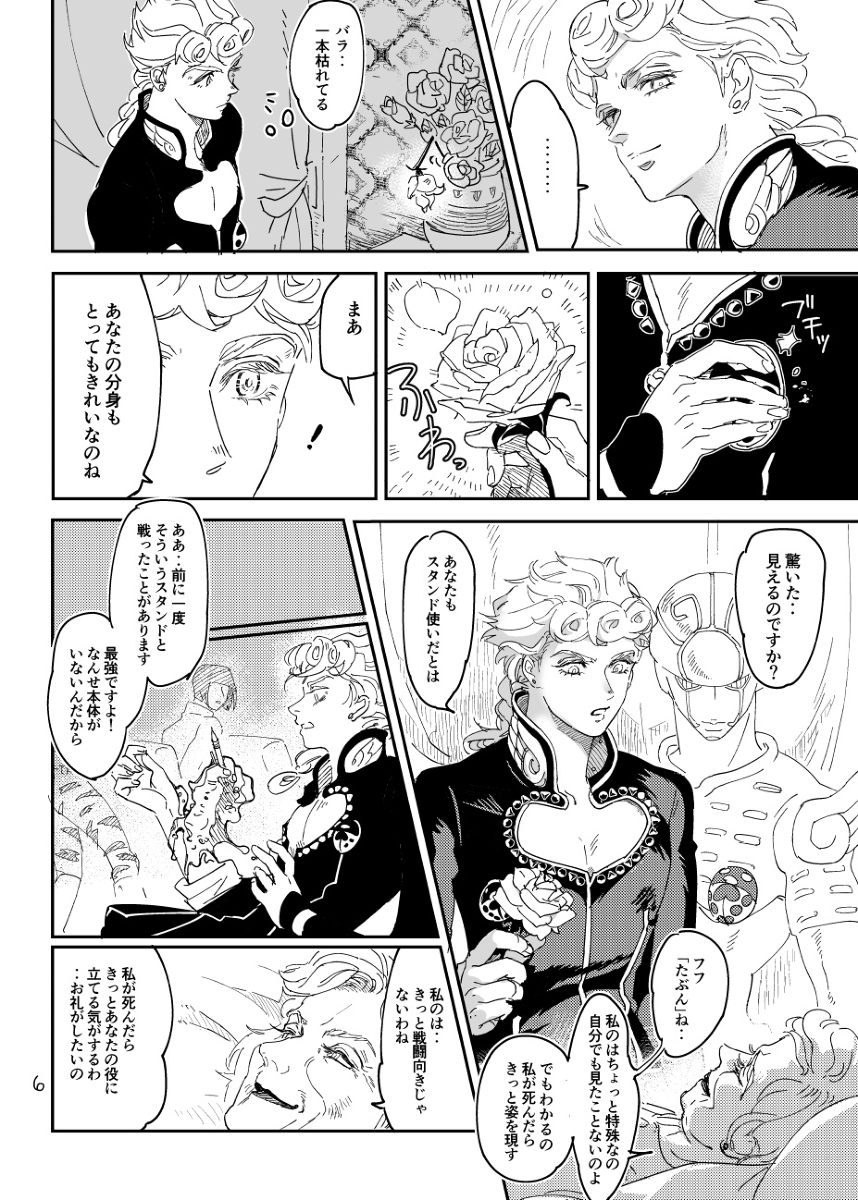 ‥‥‥‥
バラ‥
一本枯れてる
ブチッ
ふわっ
まあ
あなたの分身も
とってもきれいなのね
!
驚いた‥
見えるのですか?
あなたも
スタンド使いだとは
フフ
「たぶん」ね‥
私のはちょっと特殊なの
自分でも見たことないのよ
でもわかるの
私が死んだら
きっと姿を現す
ああ‥前に一度
そういうスタンドと
戦ったことがあります
最強ですよ!
なんせ本体が
いないんだから
私のは‥
きっと戦闘向きじゃ
ないわね
私が死んだら
きっとあなたの役に
立てる気がするわ
‥お礼がしたいの
6